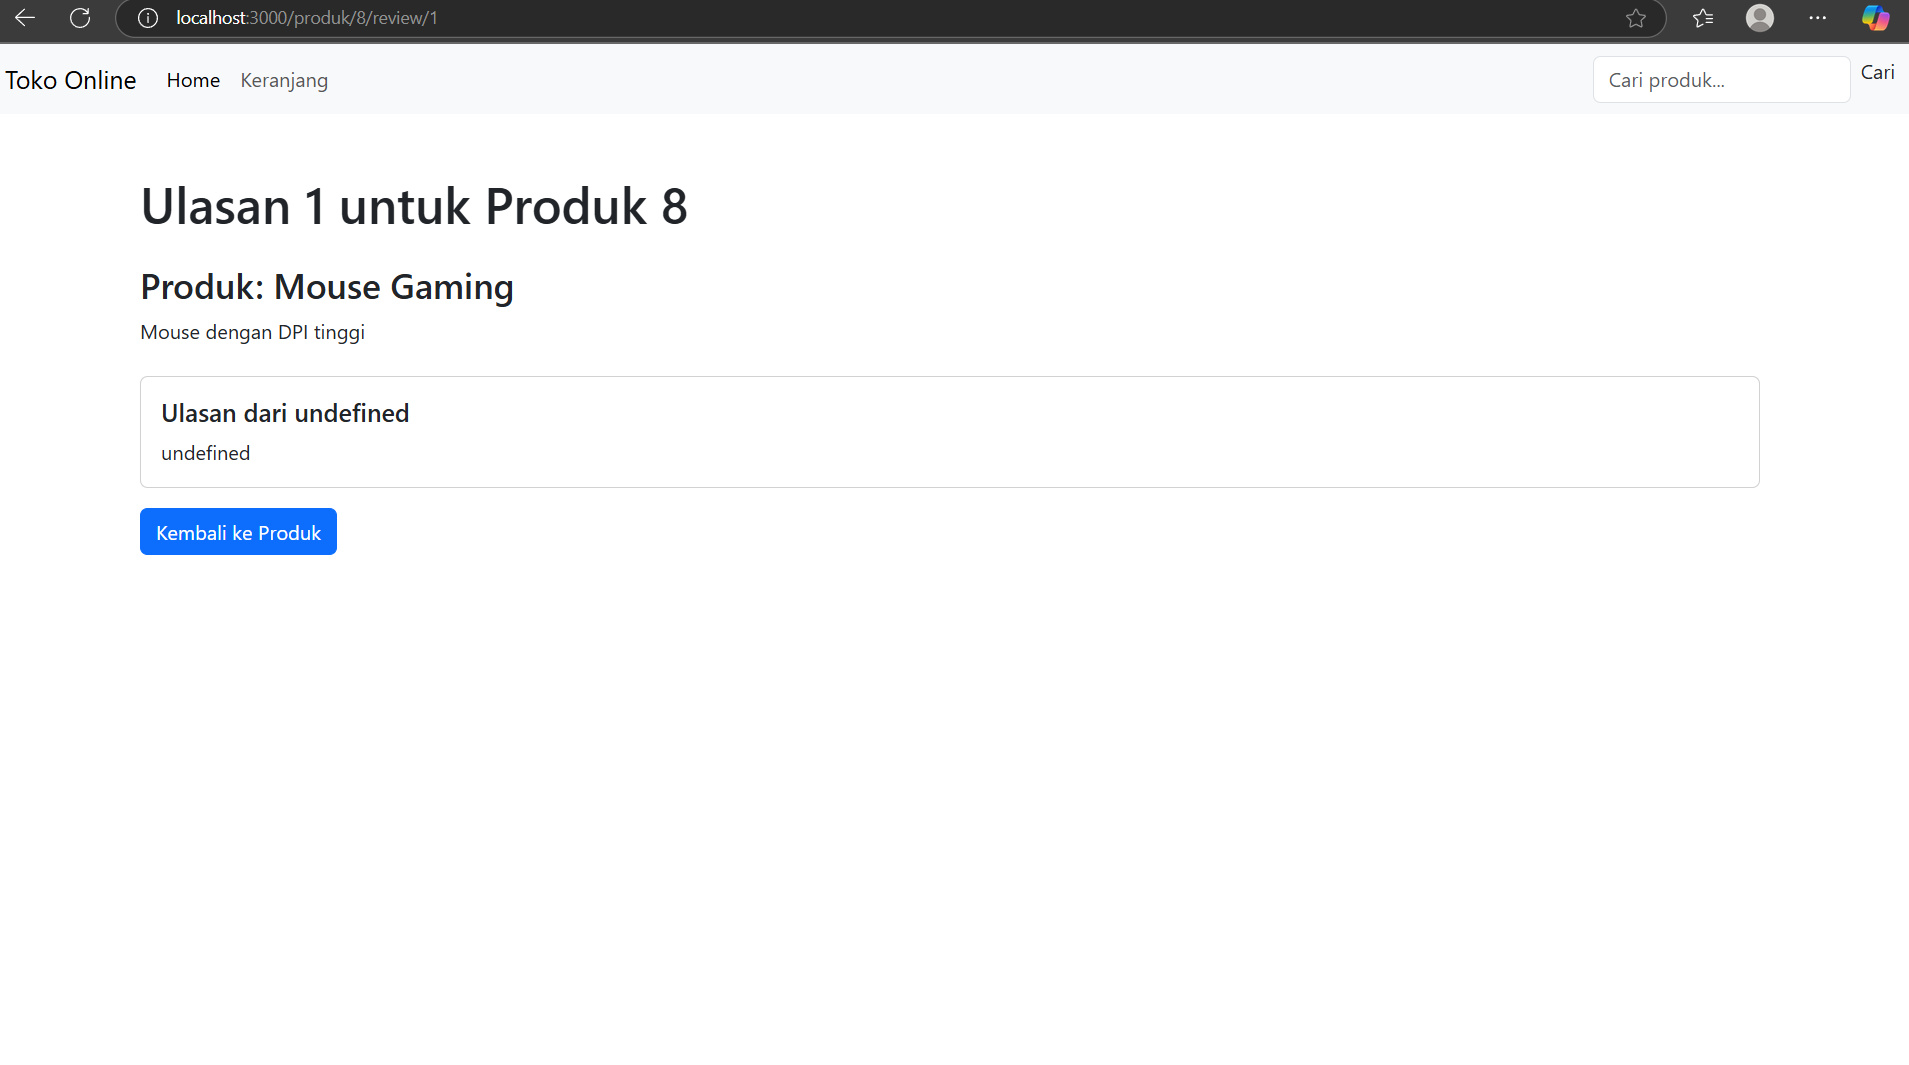 localhost:3000/produk/8/review/1
Toko Online Home Keranjang Cari produk... Cari
Ulasan 1 untuk Produk 8
Produk: Mouse Gaming
Mouse dengan DPI tinggi
Ulasan dari undefined
undefined
Kembali ke Produk